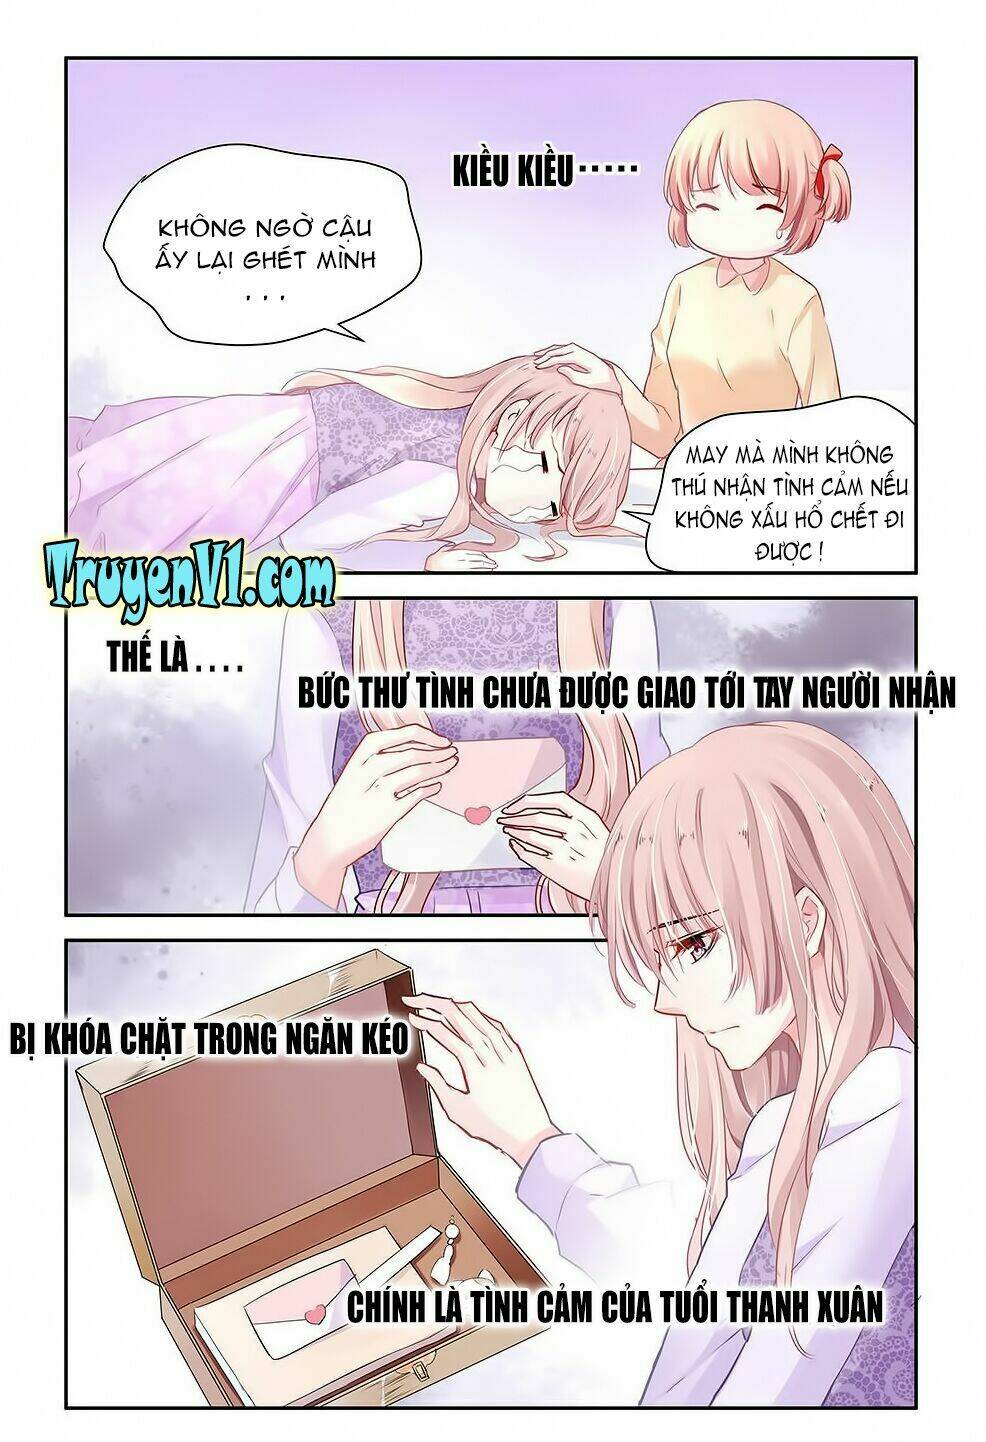 KIỀU KIỀU.....
KHÔNG NGỜ CẬU
ẤY LẠI GHÉT MÌNH
...
MAY MÀ MÌNH KHÔNG
THÚ NHẬN TÌNH CẢM NẾU
KHÔNG XẤU HỔ CHẾT ĐI
ĐƯỢC!
TruyenV1.com
THẾ LÀ ....
BỨC THƯ TÌNH CHƯA ĐƯỢC GIAO TỚI TAY NGƯỜI NHẬN
BỊ KHÓA CHẶT TRONG NGĂN KÉO
CHÍNH LÀ TÌNH CẢM CỦA TUỔI THANH XUÂN